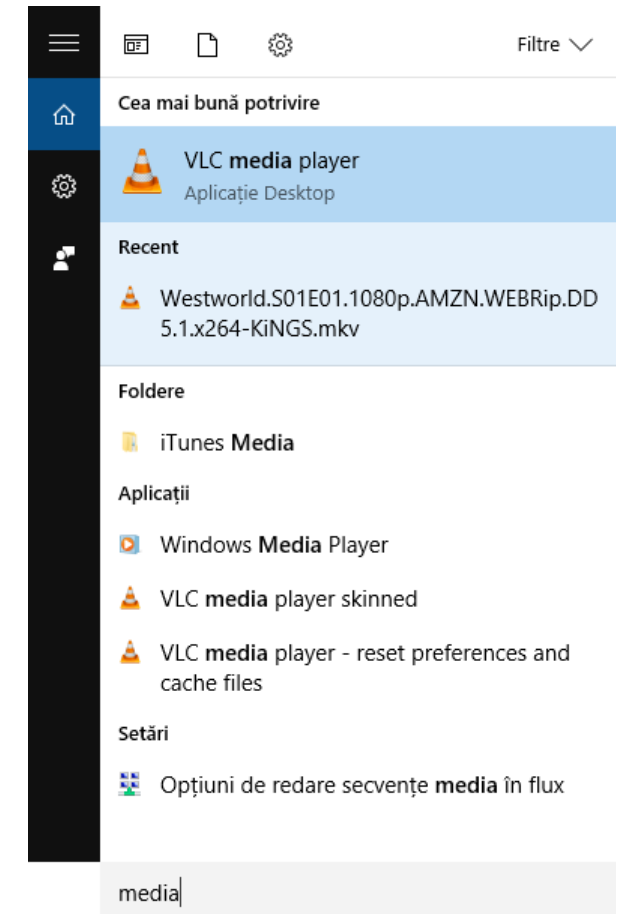 Filtre
Cea mai bună potrivire
VLC media player
Aplicație Desktop
Recent
Westworld.S01E01.1080p.AMZN.WEBRip.DD
5.1.x264-KiNGS.mkv
Foldere
iTunes Media
Aplicații
Windows Media Player
VLC media player skinned
VLC media player - reset preferences and
cache files
Setări
Opțiuni de redare secvențe media în flux
media